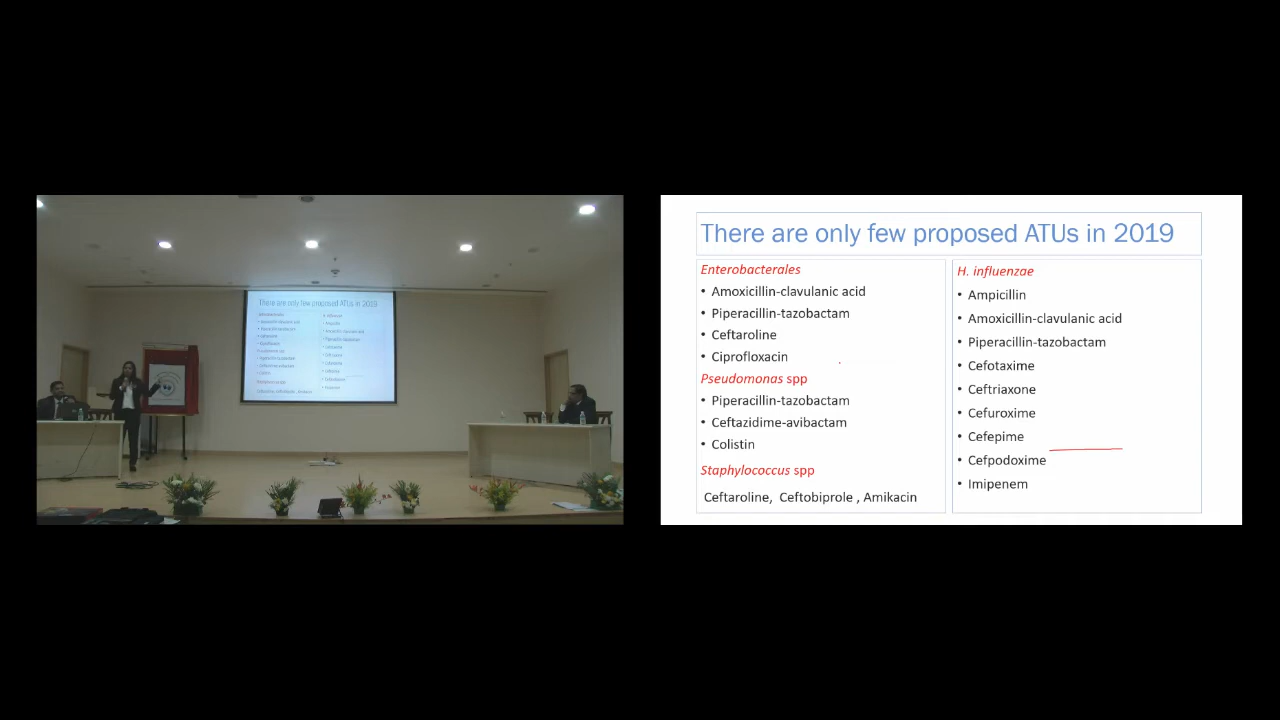 There are only few proposed ATUs in 2019
Enterobacterales
• Amoxicillin-clavulanic acid
• Piperacillin-tazobactam
• Ceftaroline
• Ciprofloxacin
Pseudomonas spp
• Piperacillin-tazobactam
• Ceftazidime-avibactam
• Colistin
Staphylococcus spp
Ceftaroline, Ceftobiprole , Amikacin
H. influenzae
• Ampicillin
• Amoxicillin-clavulanic acid
• Piperacillin-tazobactam
• Cefotaxime
• Ceftriaxone
• Cefuroxime
• Cefepime
• Cefpodoxime
• Imipenem